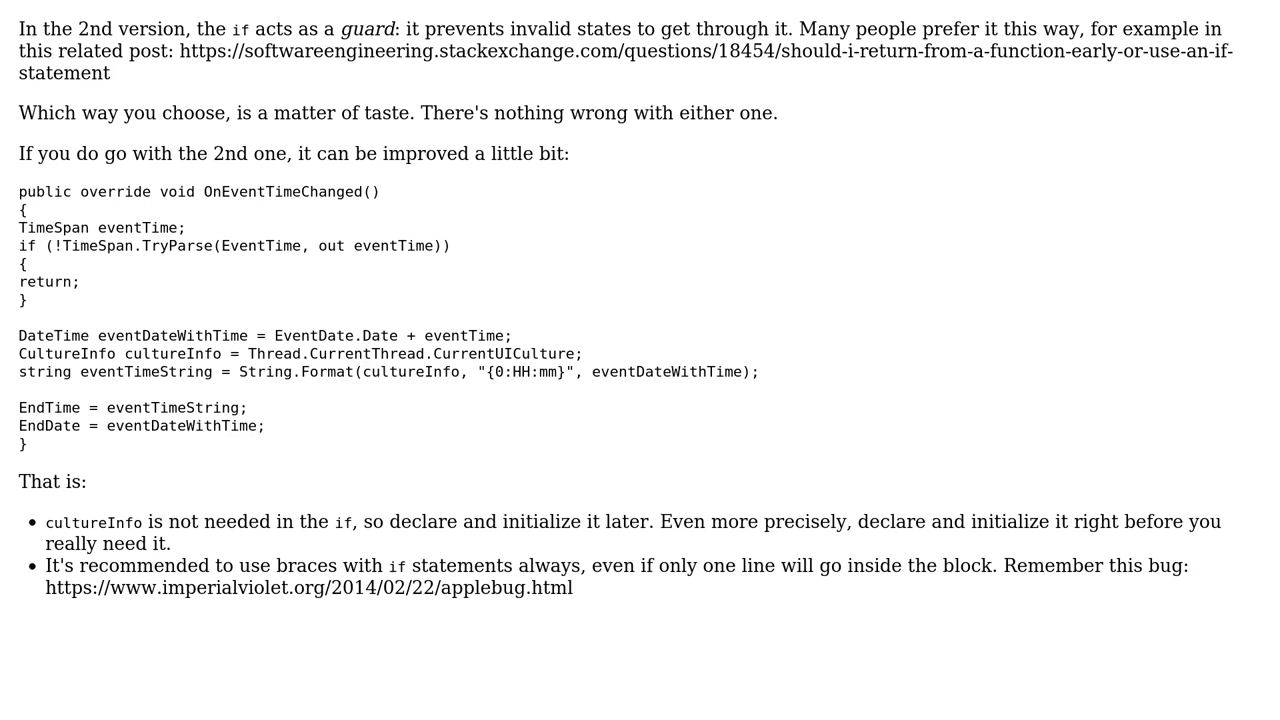 In the 2nd version, the if acts as a guard: it prevents invalid states to get through it. Many people prefer it this way, for example in
this related post: https://softwareengineering.stackexchange.com/questions/18454/should-i-return-from-a-function-early-or-use-an-if-
statement
Which way you choose, is a matter of taste. There's nothing wrong with either one.
If you do go with the 2nd one, it can be improved a little bit:
public override void OnEventTimeChanged()
{
TimeSpan eventTime;
if (!TimeSpan.TryParse(EventTime, out eventTime))
{
return;
}
DateTime eventDateWithTime = EventDate.Date + eventTime;
CultureInfo cultureInfo = Thread.CurrentThread.CurrentUICulture;
string eventTimeString = String.Format(cultureInfo, "{0:HH:mm}", eventDateWithTime);
EndTime = eventTimeString;
EndDate = eventDateWithTime;
}
That is:
• cultureInfo is not needed in the if, so declare and initialize it later. Even more precisely, declare and initialize it right before you
really need it.
• It's recommended to use braces with if statements always, even if only one line will go inside the block. Remember this bug:
https://www.imperialviolet.org/2014/02/22/applebug.html